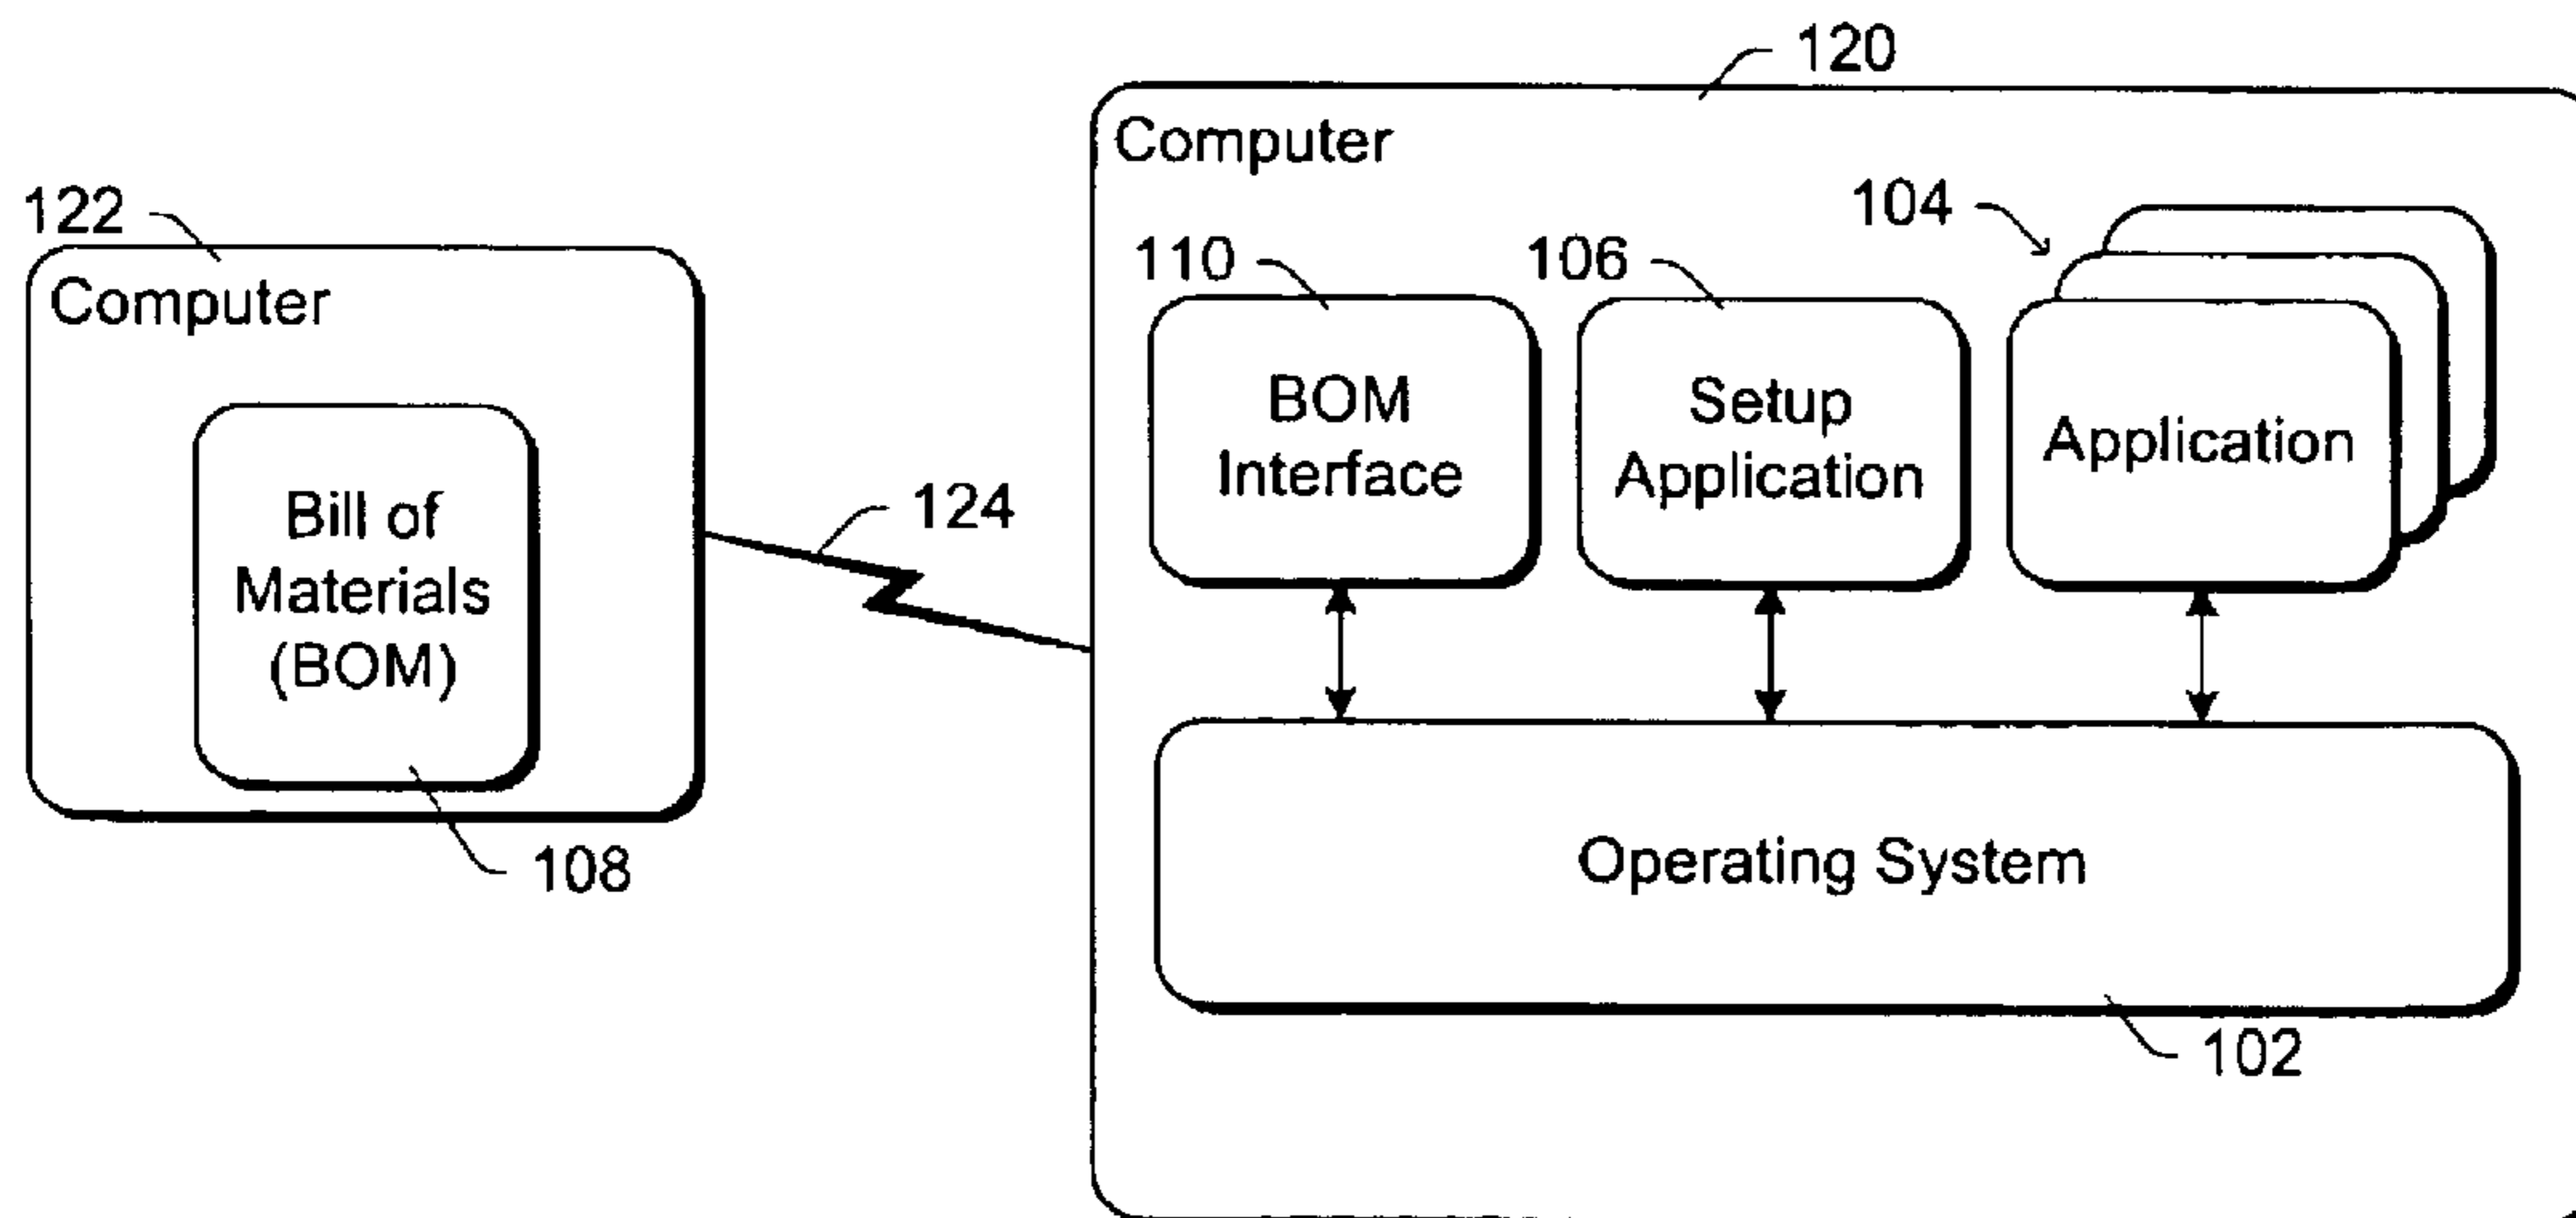 120
Computer
122
Computer
104
110
106
BOM
Interface
Setup
Application
Application
Bill of
Materials
(BOM)
124
108
Operating System
102